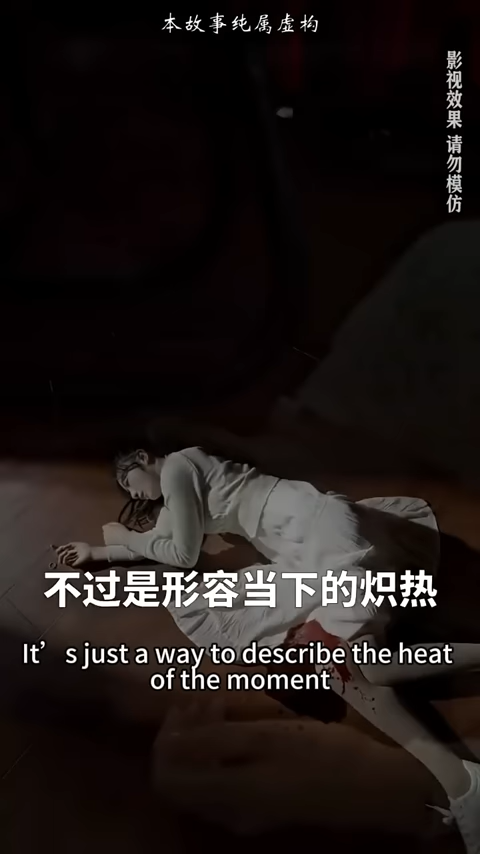 本故事纯属虚构
影视效果 请勿模仿
不过是形容当下的炽热
It’s just a way to describe the heat
of the moment